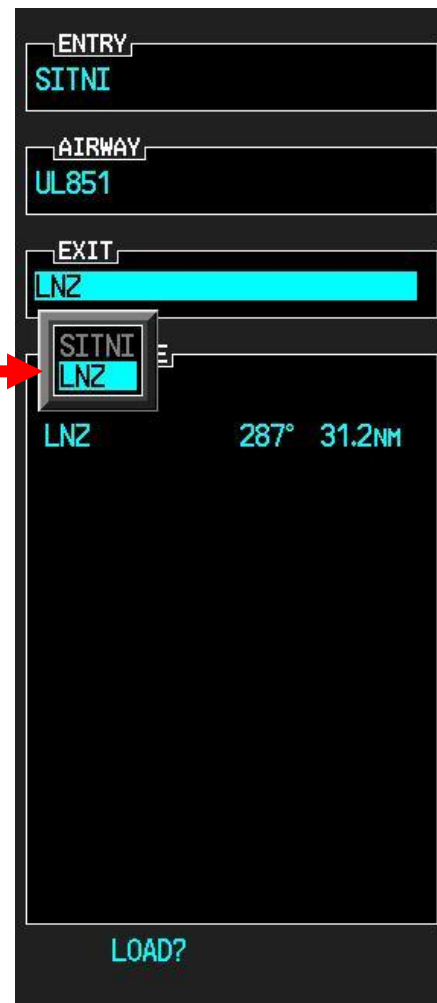 ENTRY
SITNI
AIRWAY
UL851
EXIT
LNZ
SITNI
LNZ
E
LNZ 287° 31.2NM
LOAD?